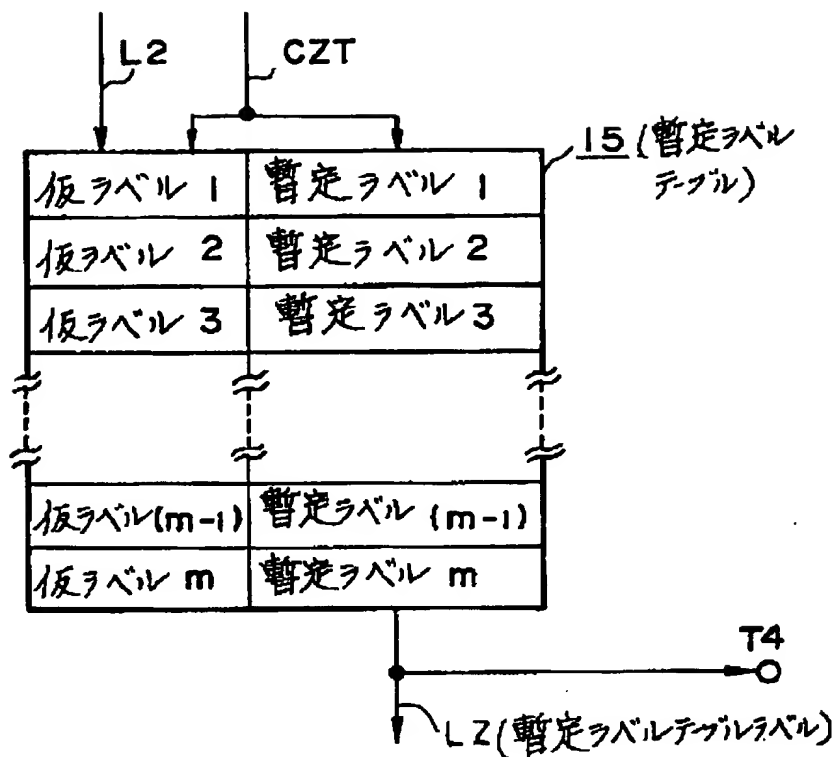 L2
CZT
15 (暫定ラベル
テーブル)
仮ラベル 1 暫定ラベル 1
仮ラベル 2 暫定ラベル 2
仮ラベル 3 暫定ラベル 3
仮ラベル(m-1) 暫定ラベル (m-1)
仮ラベル m 暫定ラベル m
T4
LZ(暫定ラベルテーブルラベル)